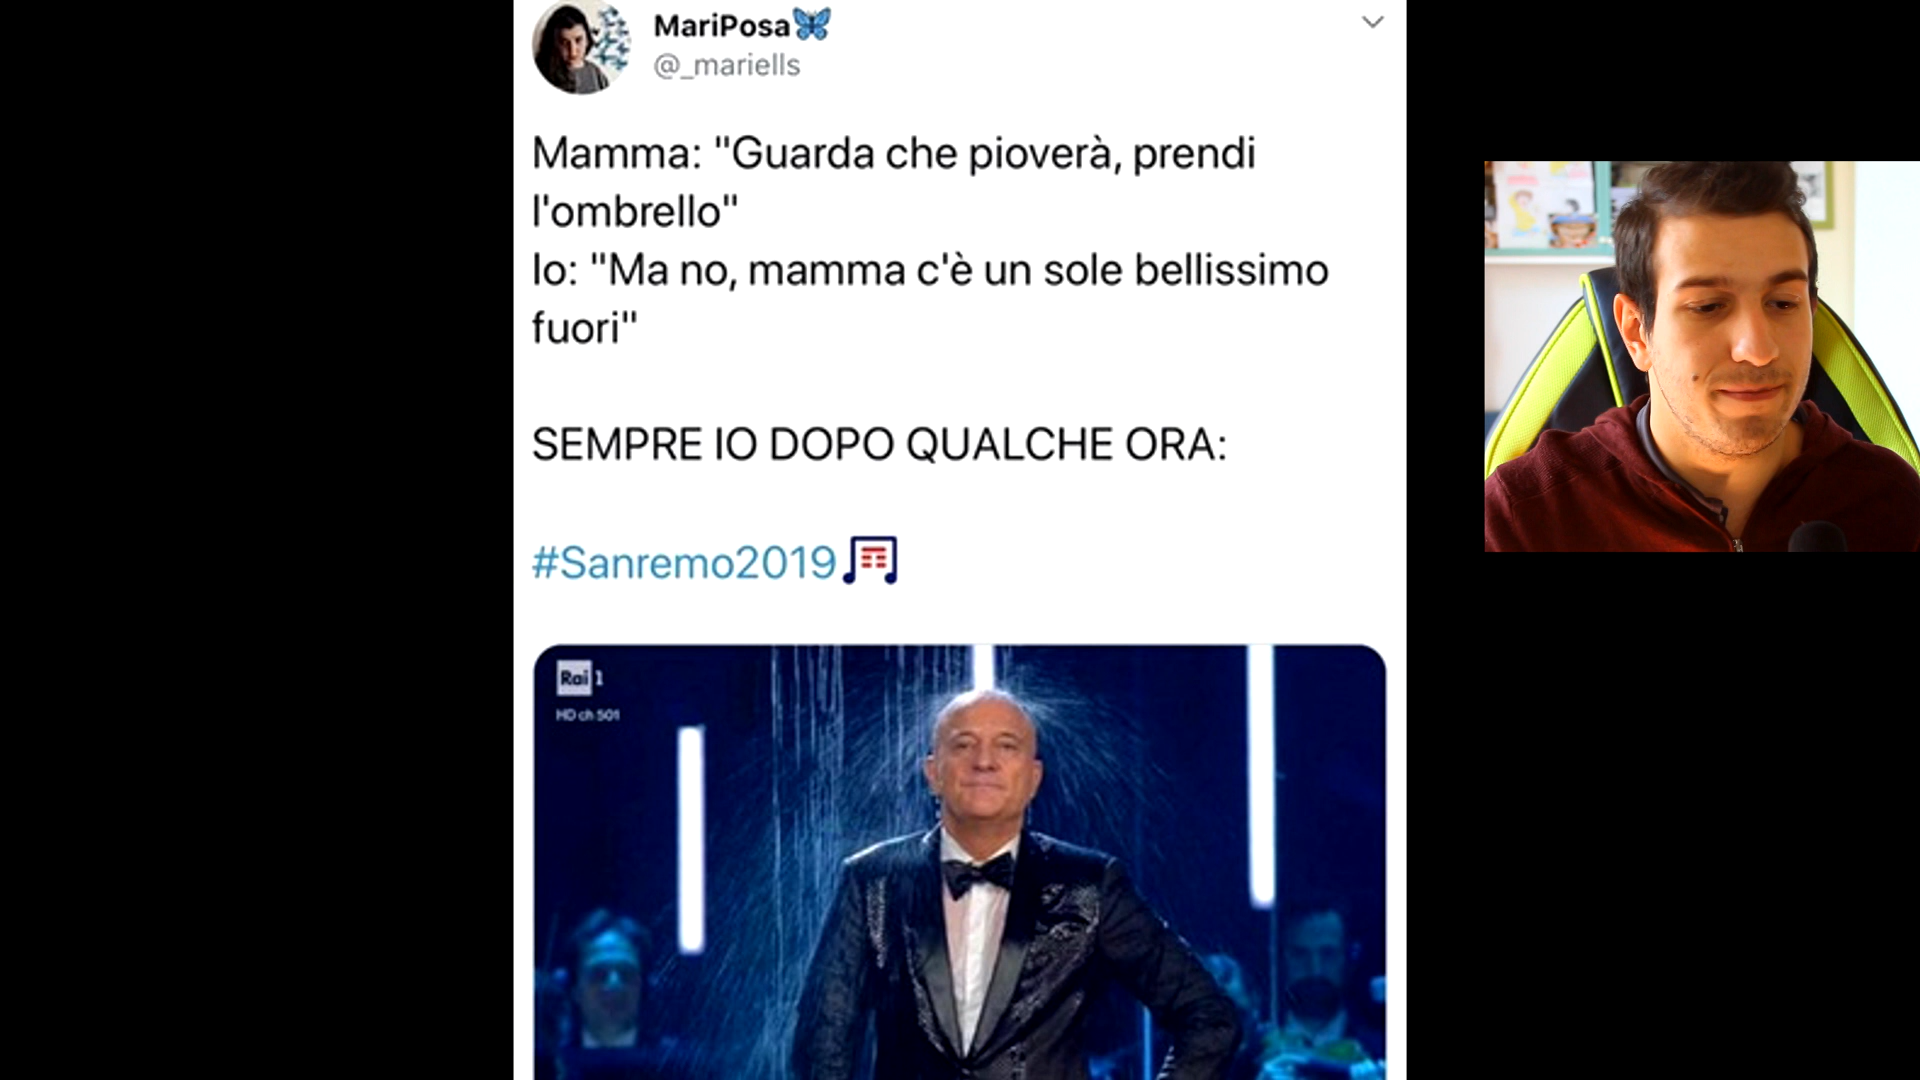 MariPosa
@_mariells
Mamma: "Guarda che pioverà, prendi
l'ombrello"
Io: "Ma no, mamma c'è un sole bellissimo
fuori"
SEMPRE IO DOPO QUALCHE ORA:
#Sanremo2019
Rai 1
HD ch 501